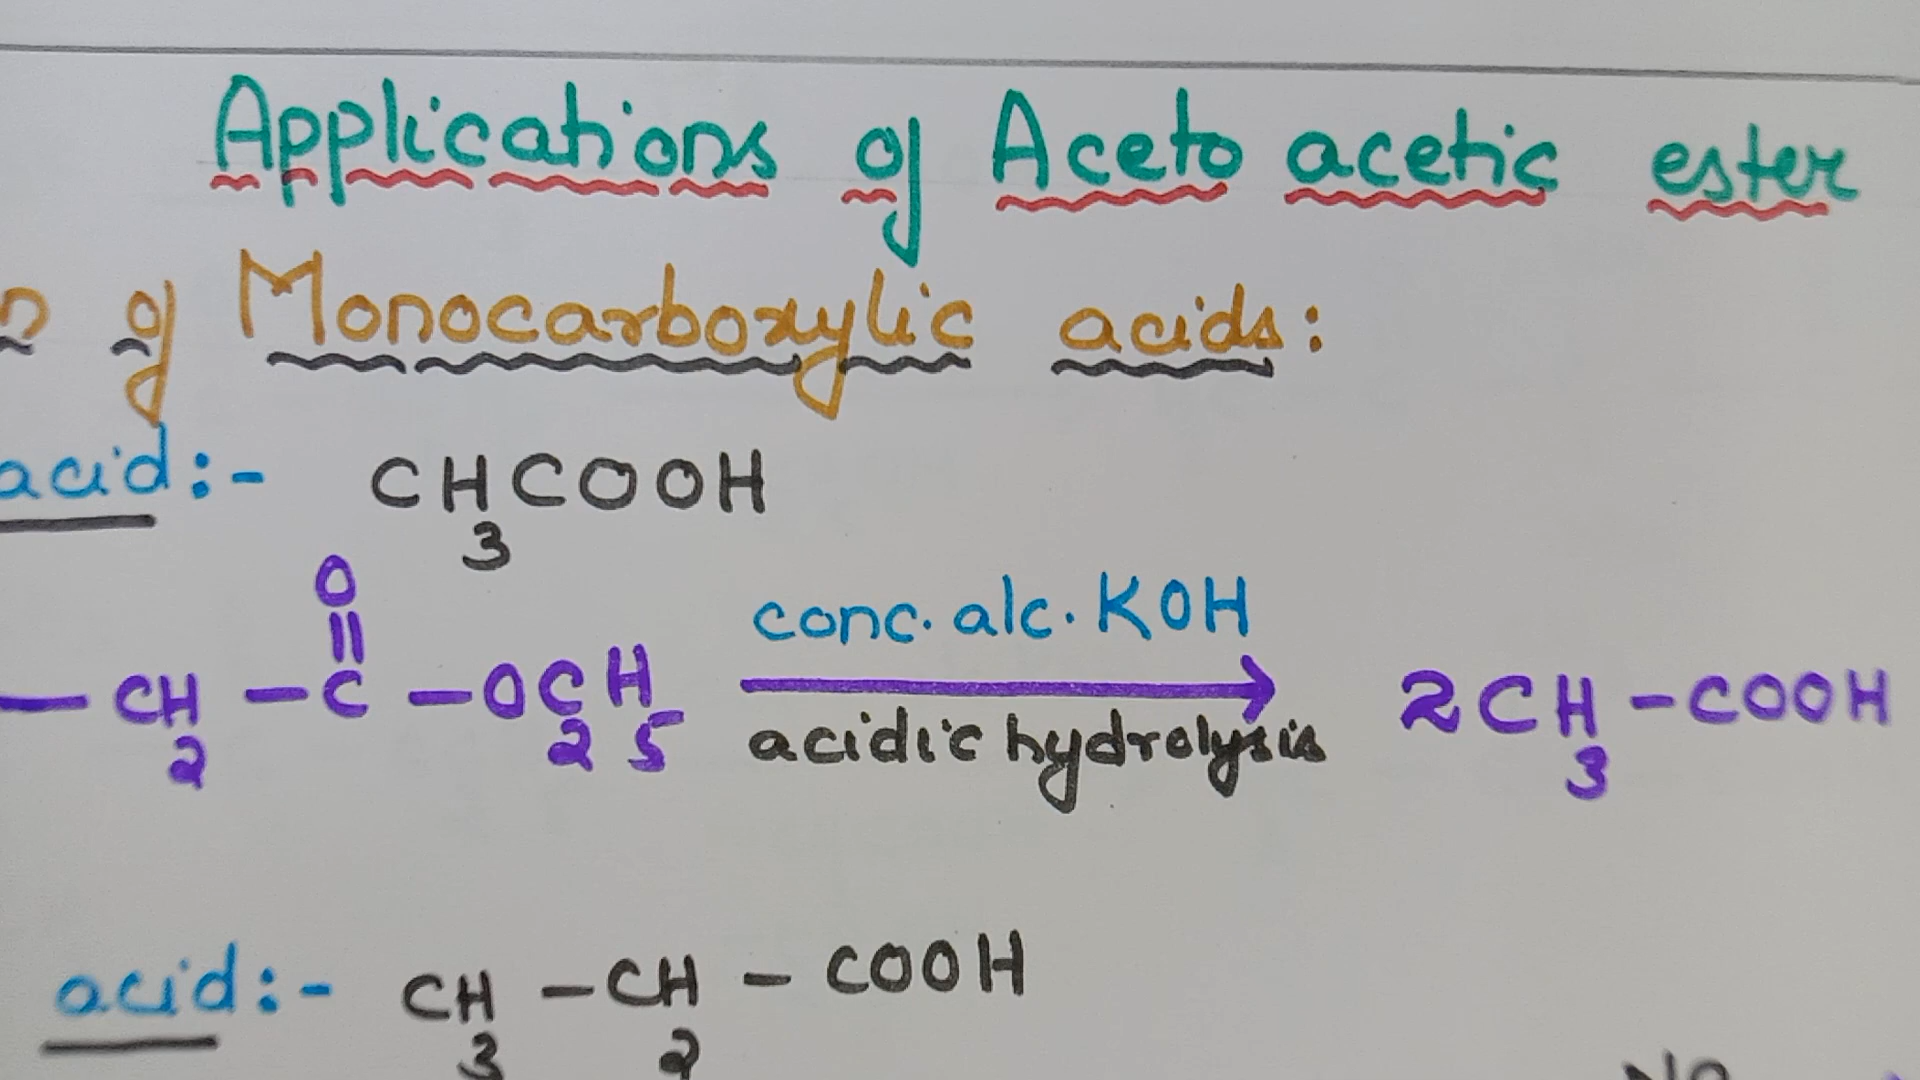 Applications of Aceto acetic ester
n of Monocarboxylic acids:
acid:- CH3COOH
O
||
— CH2 — C — OC2H5 conc. alc. KOH → acidic hydrolysis 2CH3 - COOH
acid:- CH3 - CH2 - COOH